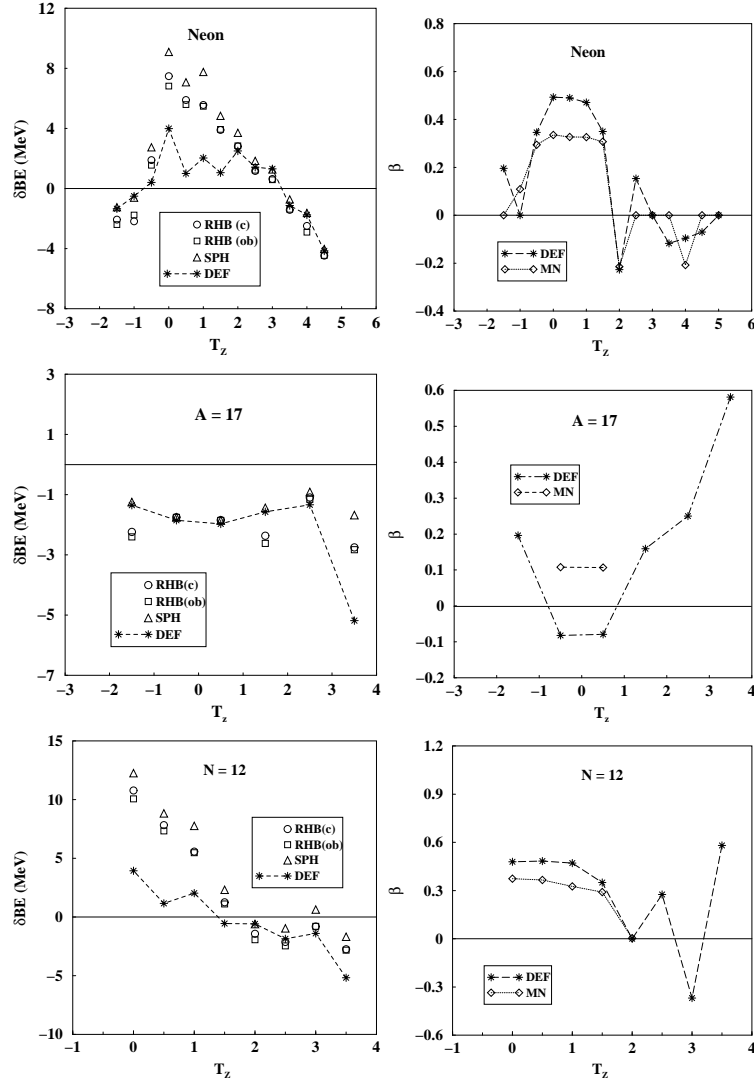 12
8
4
0
−4
−8
δBE (MeV)
Neon
RHB (c)
RHB (ob)
SPH
DEF
−3 −2 −1 0 1 2 3 4 5 6
T_z
0.8
0.6
0.4
0.2
0
−0.2
−0.4
β
Neon
DEF
MN
−3 −2 −1 0 1 2 3 4 5 6
T_z
3
1
−1
−3
−5
−7
δBE (MeV)
A = 17
RHB(c)
RHB(ob)
SPH
DEF
−3 −2 −1 0 1 2 3 4
T_z
0.6
0.5
0.4
0.3
0.2
0.1
0
−0.1
−0.2
β
A = 17
DEF
MN
−3 −2 −1 0 1 2 3 4
T_z
15
10
5
0
−5
−10
δBE (MeV)
N = 12
RHB(c)
RHB(ob)
SPH
DEF
−1 0 1 2 3 4
T_z
1.2
0.9
0.6
0.3
0
−0.3
−0.6
β
N = 12
DEF
MN
−1 0 1 2 3 4
T_z